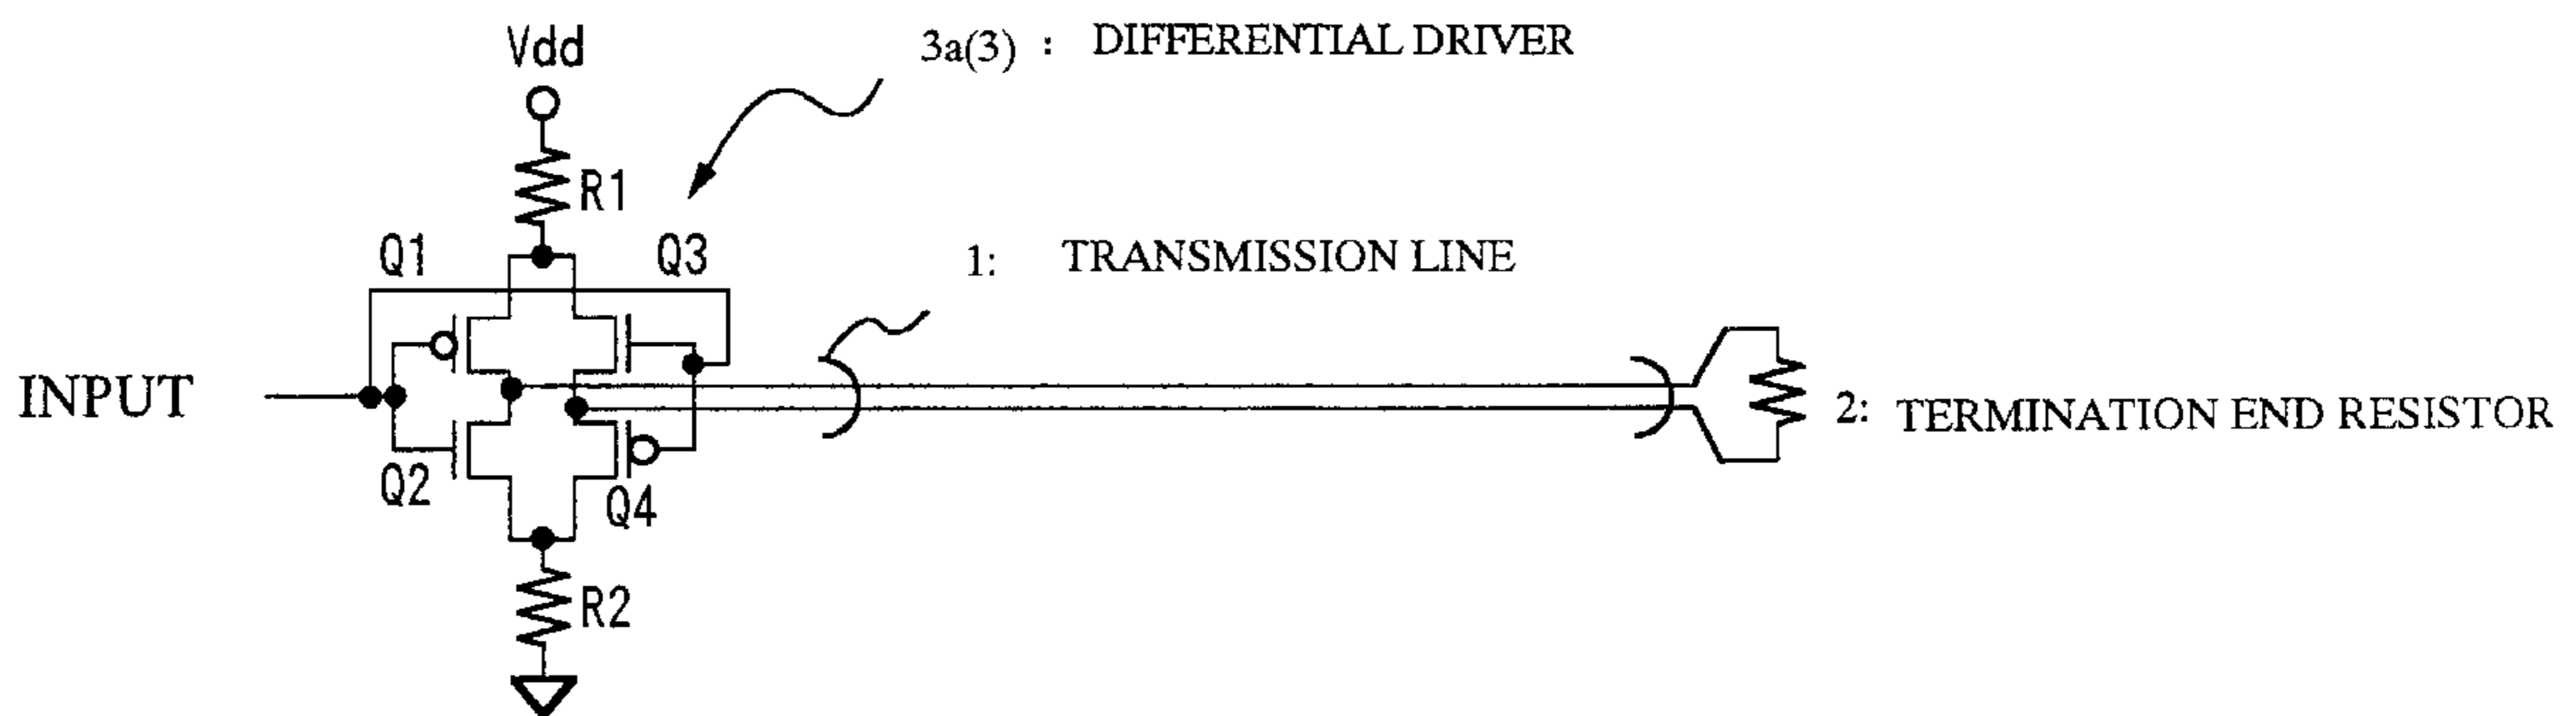 3a(3) : DIFFERENTIAL DRIVER
Vdd
R1
Q1
Q3
1: TRANSMISSION LINE
INPUT
2: TERMINATION END RESISTOR
Q2
Q4
R2